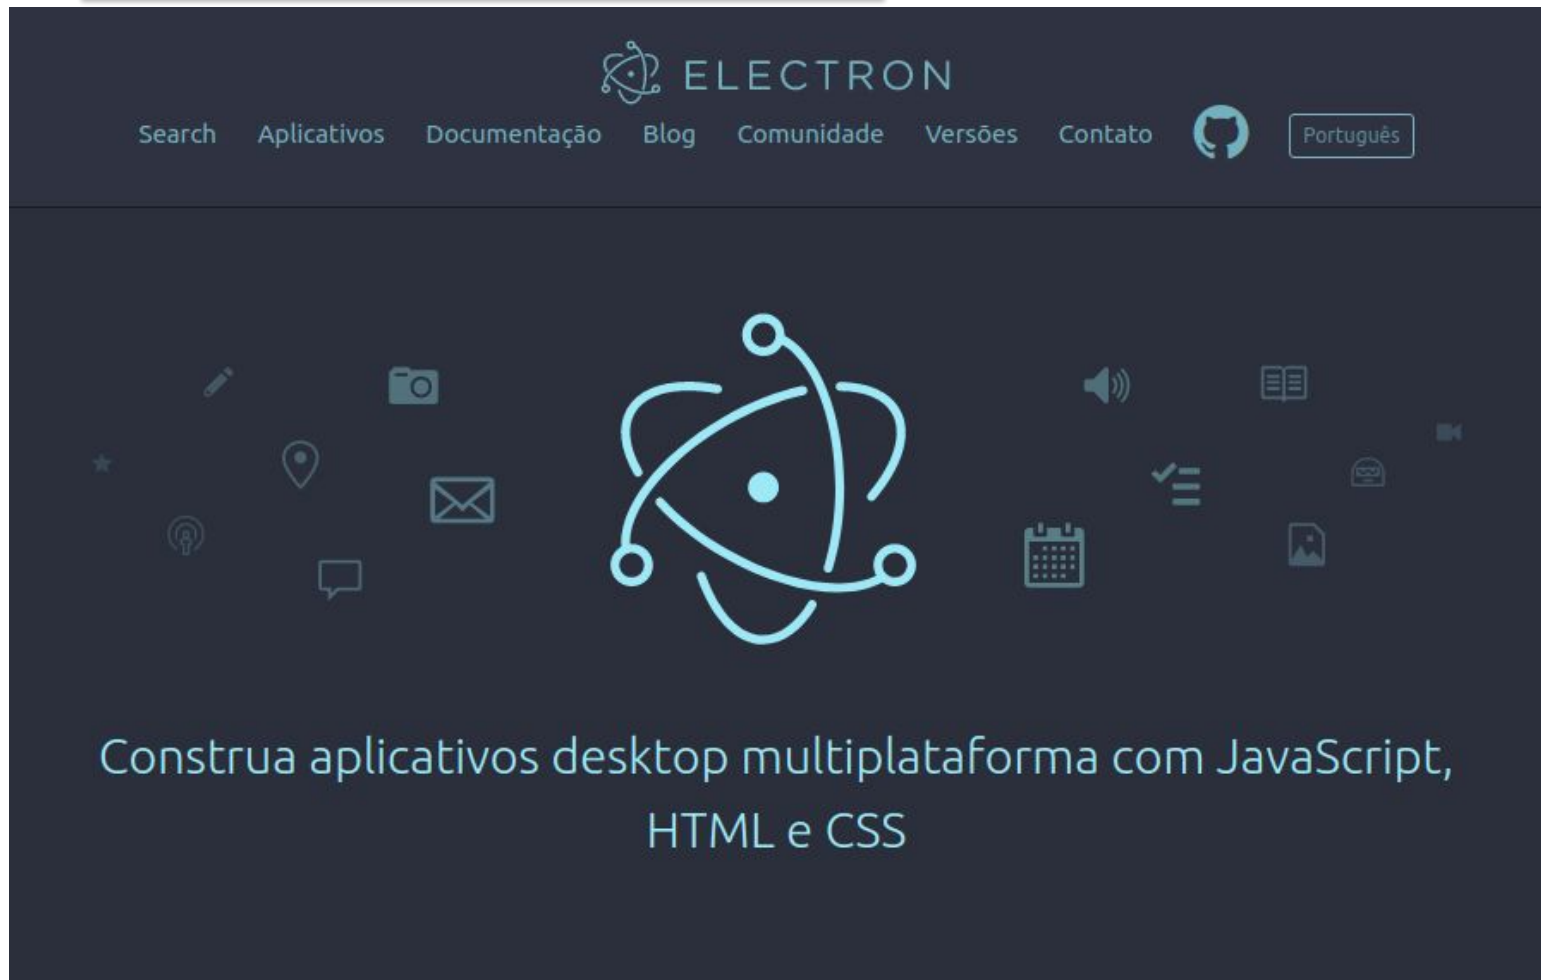 ELECTRON
Search Aplicativos Documentação Blog Comunidade Versões Contato Português
Construa aplicativos desktop multiplataforma com JavaScript,
HTML e CSS